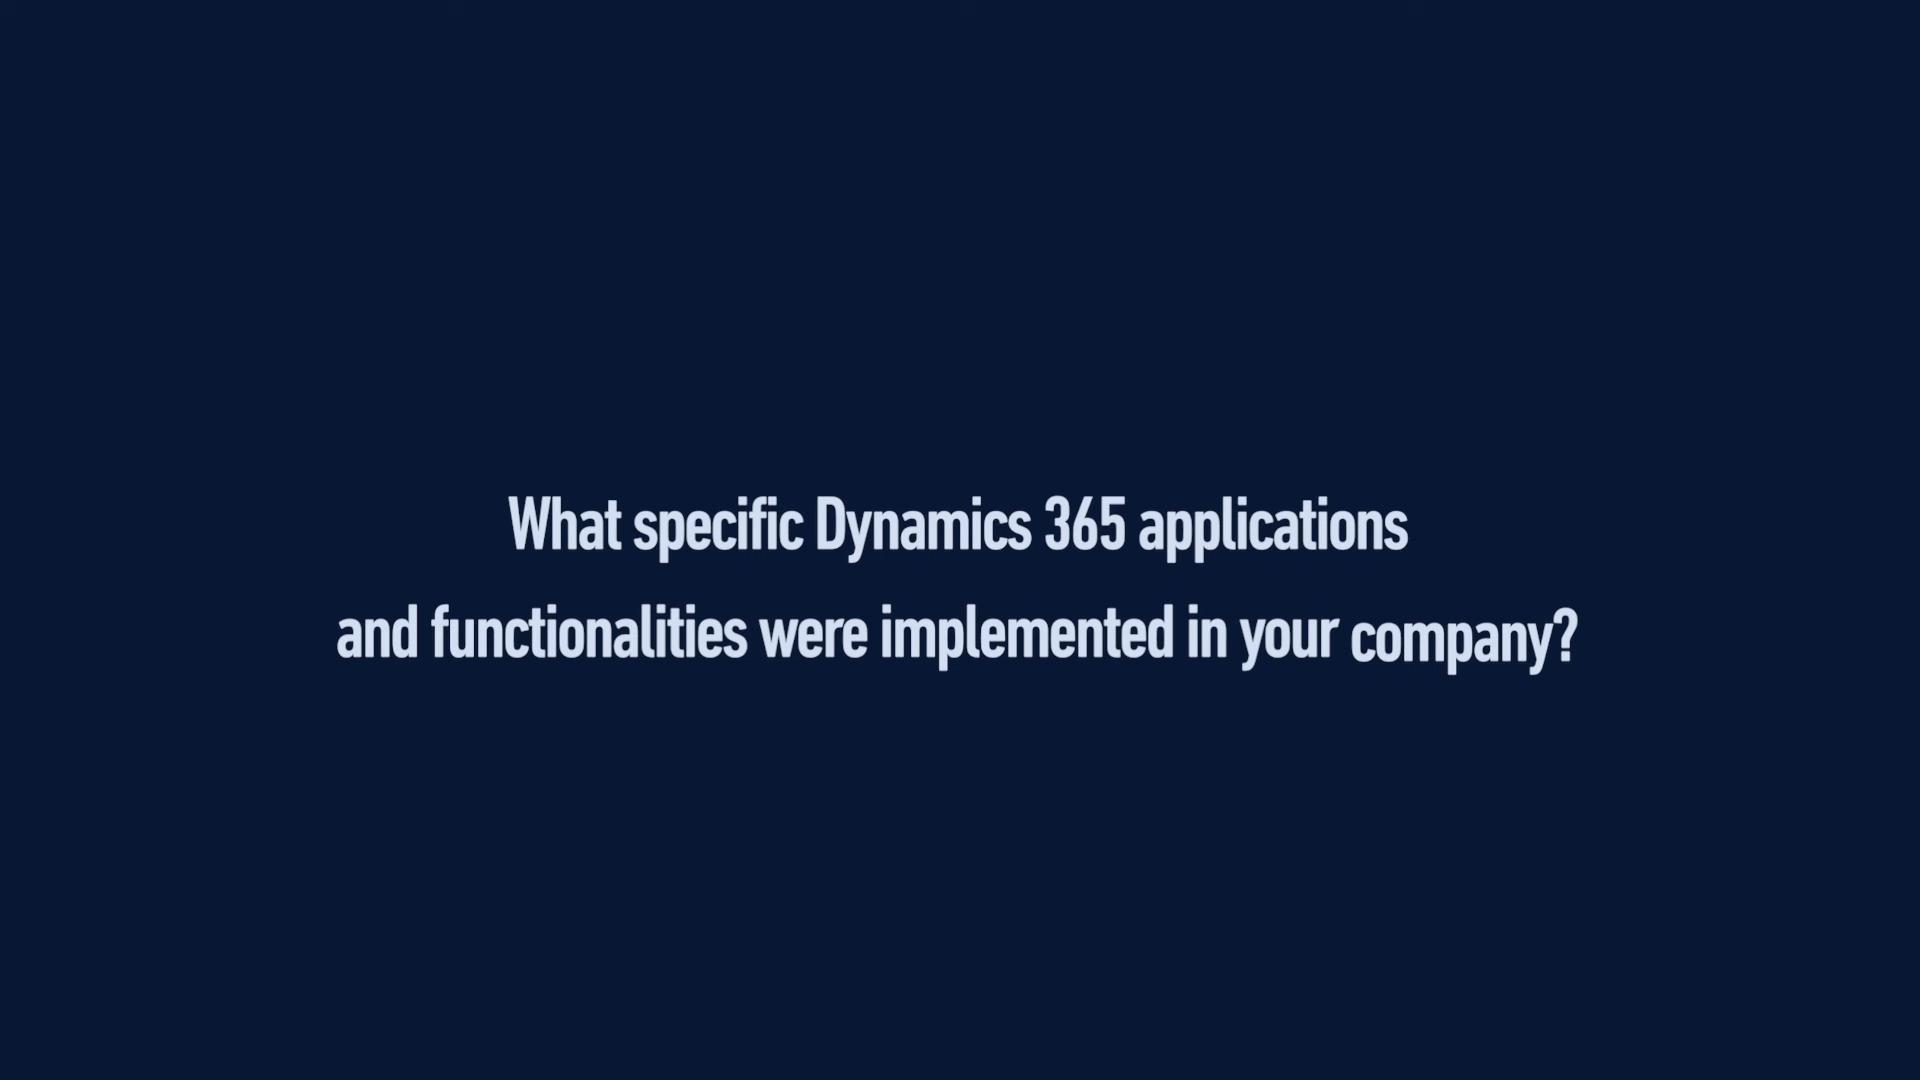 What specific Dynamics 365 applications
and functionalities were implemented in your company?